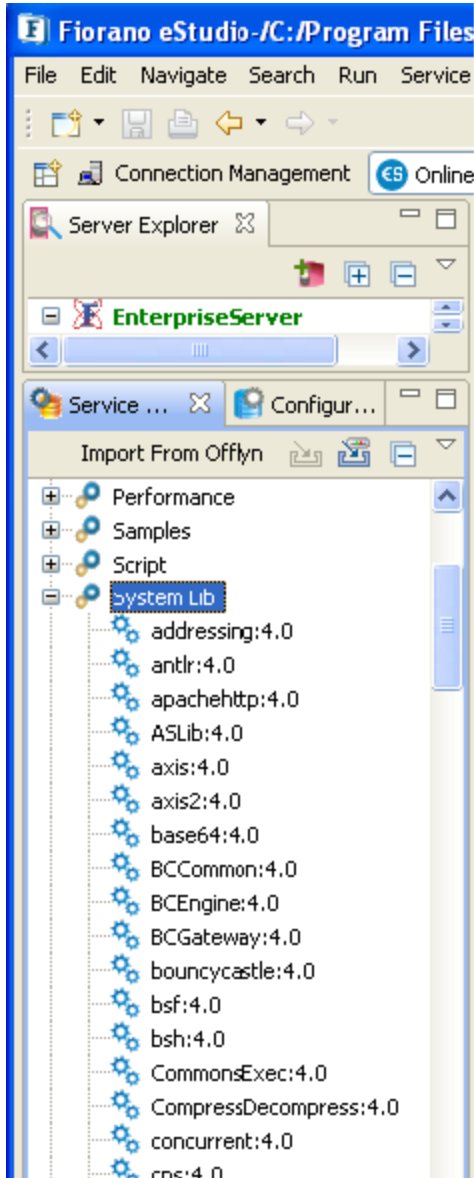 Fiorano eStudio-/C:/Program Files
File Edit Navigate Search Run Service
Connection Management Online
Server Explorer
EnterpriseServer
Service ... Configur...
Import From Offlyn
Performance
Samples
Script
System Lib
addressing:4.0
antlr:4.0
apachehttp:4.0
ASLib:4.0
axis:4.0
axis2:4.0
base64:4.0
BCCommon:4.0
BCEngine:4.0
BCGateway:4.0
bouncycastle:4.0
bsf:4.0
bsh:4.0
CommonsExec:4.0
CompressDecompress:4.0
concurrent:4.0
cps:4.0